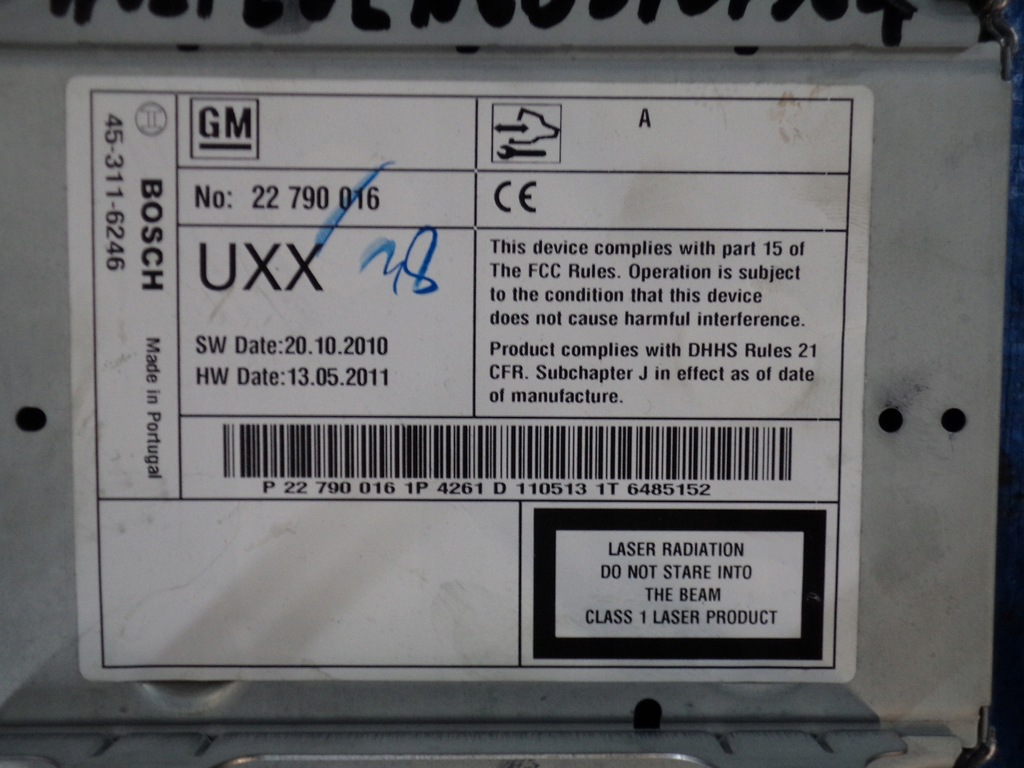 BOSCH Made in Portugal
45-311-6246
GM
A
No: 22 790 016
CE
UXX
SW Date:20.10.2010
HW Date:13.05.2011
This device complies with part 15 of
The FCC Rules. Operation is subject
to the condition that this device
does not cause harmful interference.
Product complies with DHHS Rules 21
CFR. Subchapter J in effect as of date
of manufacture.
P 22 790 016 1P 4261 D 110513 1T 6485152
LASER RADIATION
DO NOT STARE INTO
THE BEAM
CLASS 1 LASER PRODUCT